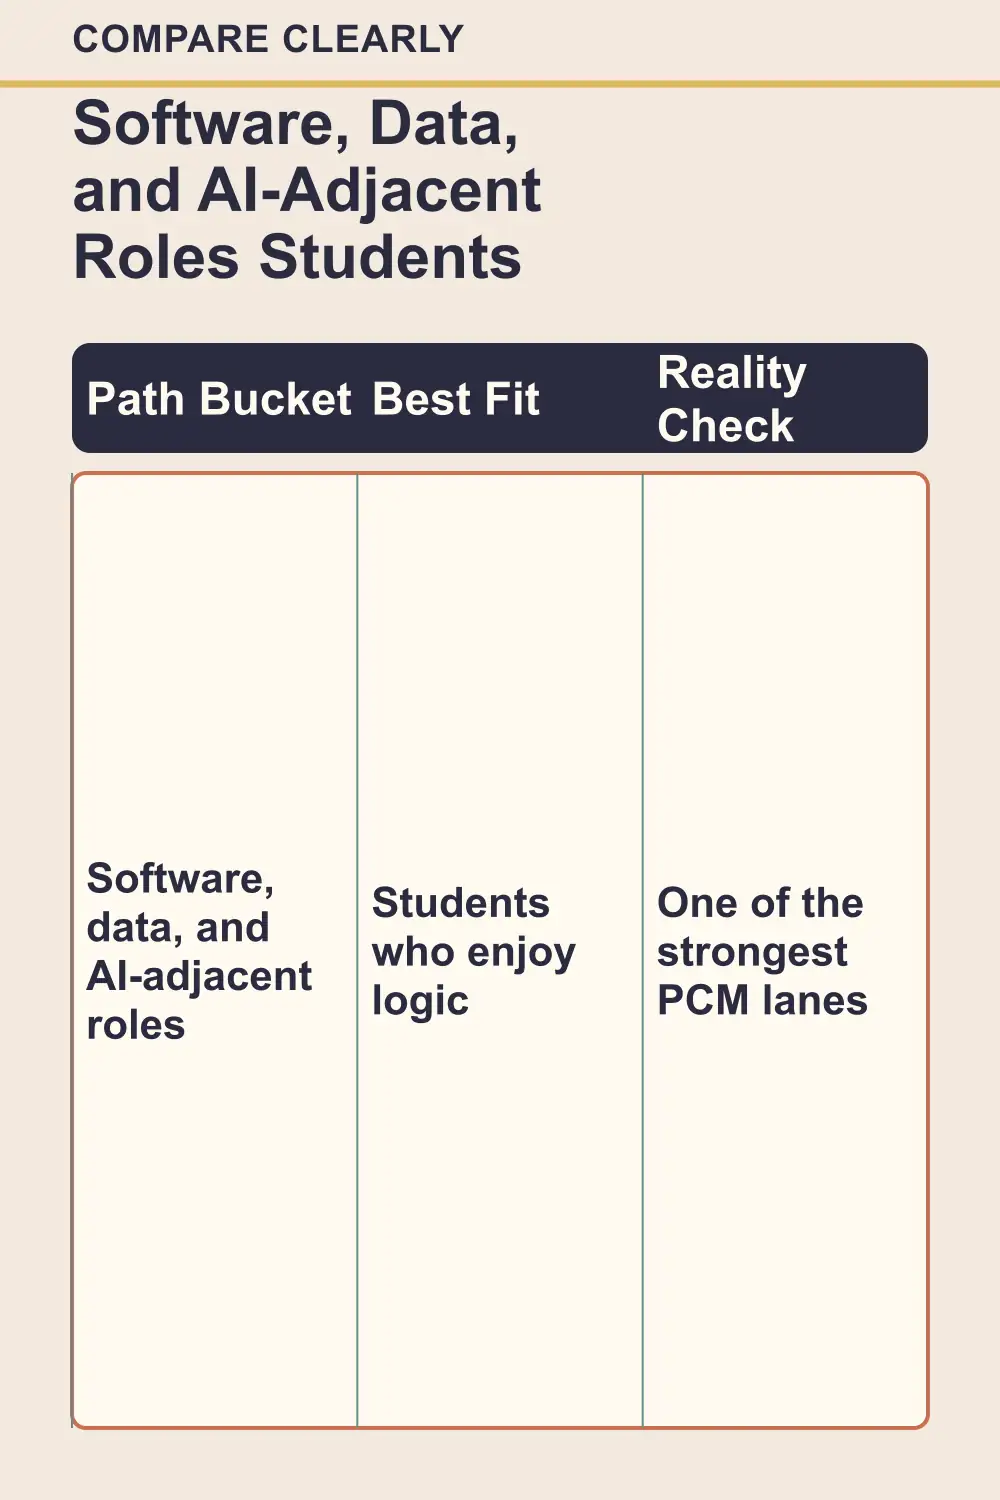 COMPARE CLEARLY
Software, Data,
and AI-Adjacent
Roles Students
Path Bucket
Best Fit
Reality
Check
Software,
data, and
AI-adjacent
roles
Students
who enjoy
logic
One of the
strongest
PCM lanes